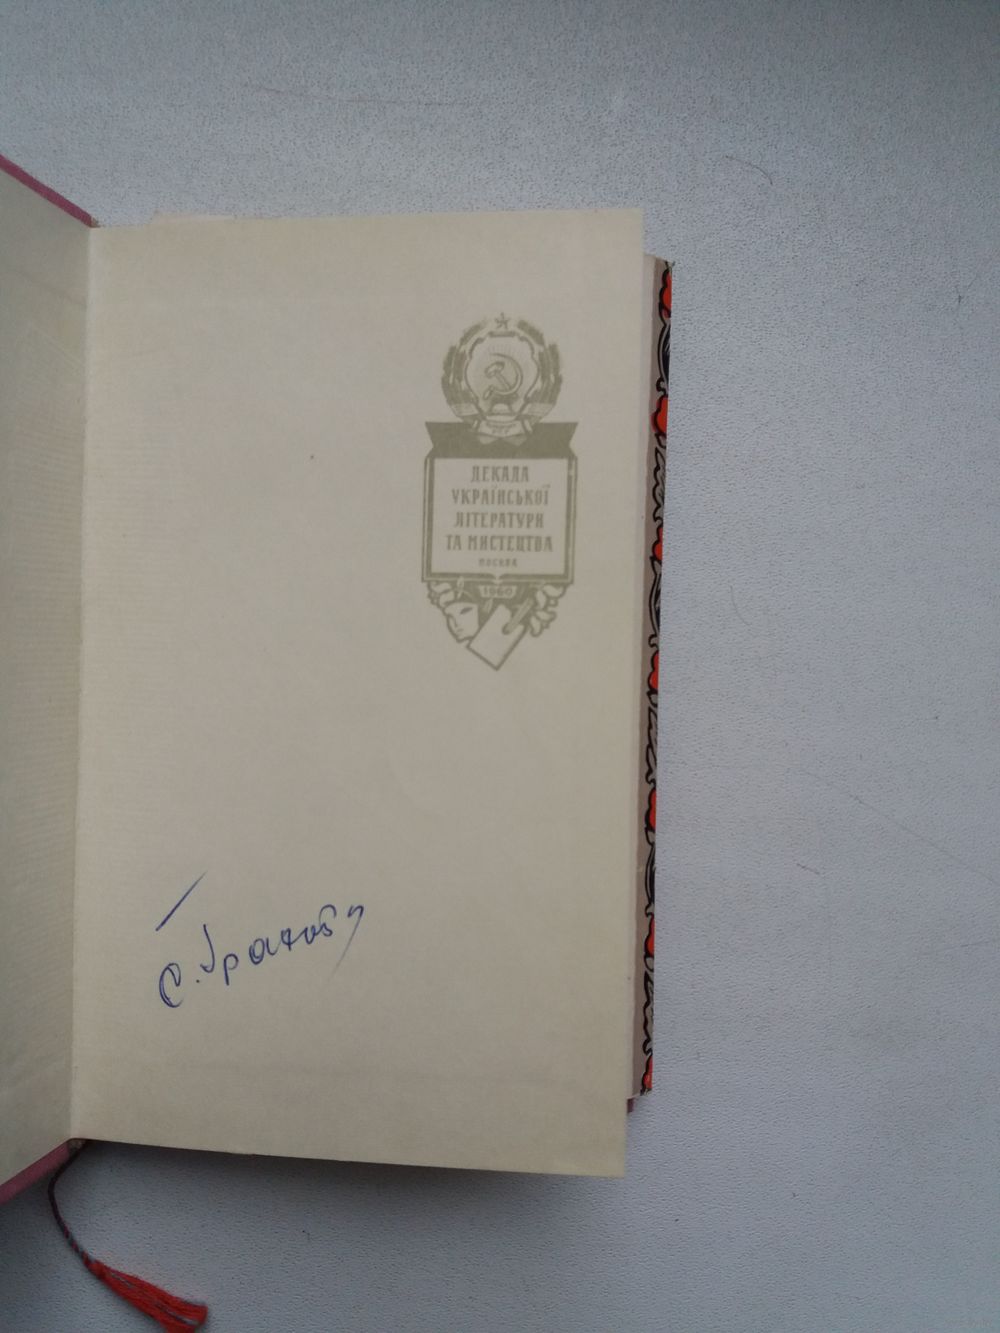 ДЕКАДА
УКРАЇНСЬКОЇ
ЛІТЕРАТУРИ
ТА МИСТЕЦТВА
МОСКВА
1960
С.